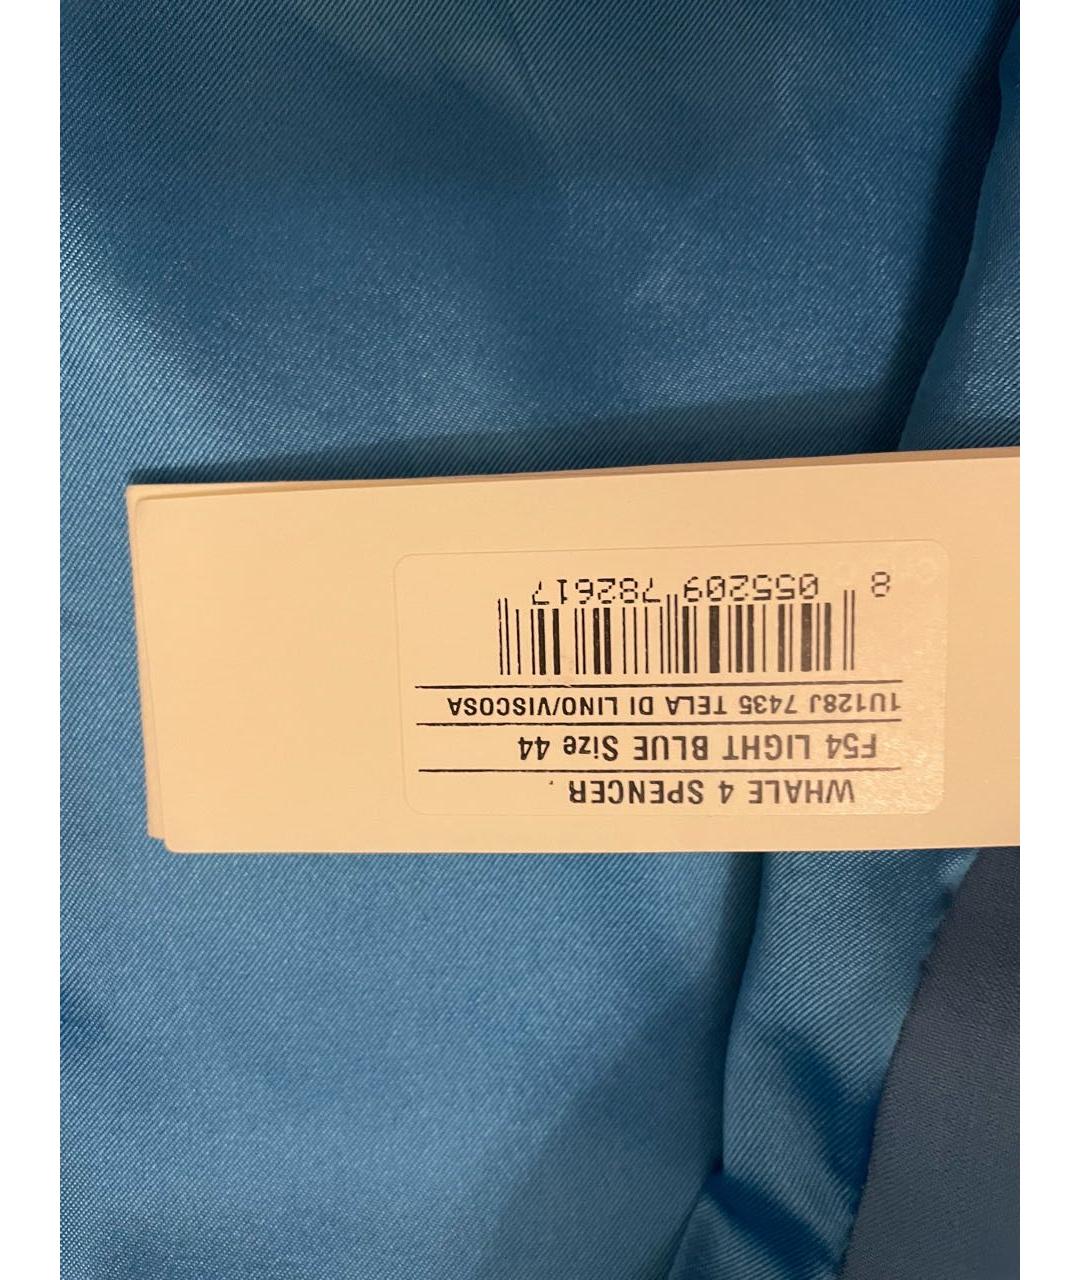 WHALE 4 SPENCER.
F54 LIGHT BLUE Size 44
1U128J 7435 TELA DI LINO/VISCOSA
8 055209 782617